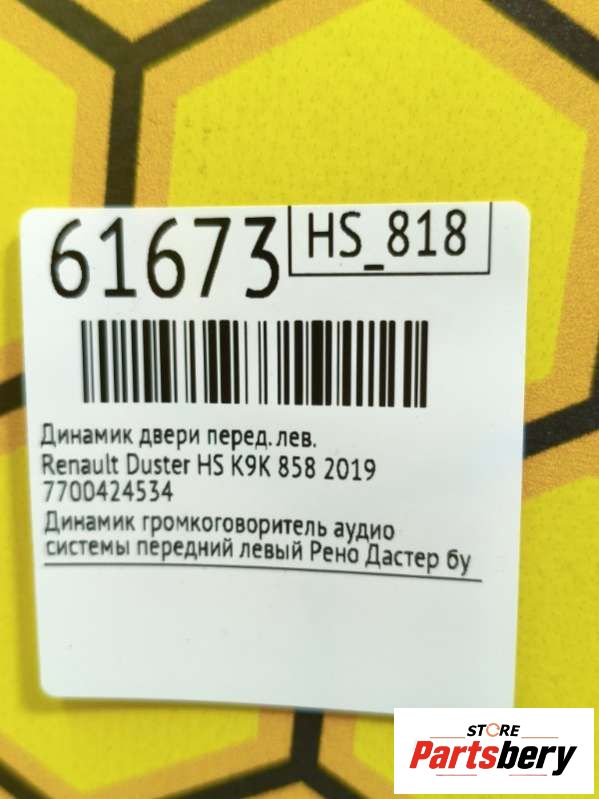 61673
HS_818
Динамик двери перед. лев.
Renault Duster HS K9K 858 2019
7700424534
Динамик громкоговоритель аудио
системы передний левый Рено Дастер бу
STORE
Partsbery